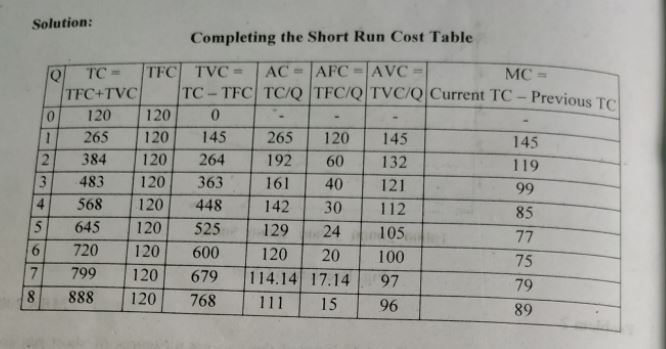 Solution:
Completing the Short Run Cost Table
Q TC = TFC TVC = AC = AFC = AVC = MC =
TFC+TVC TC – TFC TC/Q TFC/Q TVC/Q Current TC – Previous TC
0 120 120 0 - - - -
1 265 120 145 265 120 145 145
2 384 120 264 192 60 132 119
3 483 120 363 161 40 121 99
4 568 120 448 142 30 112 85
5 645 120 525 129 24 105 77
6 720 120 600 120 20 100 75
7 799 120 679 114.14 17.14 97 79
8 888 120 768 111 15 96 89